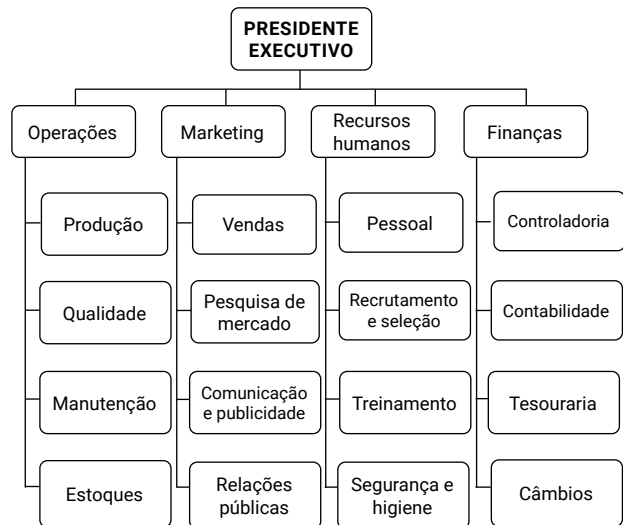 PRESIDENTE
EXECUTIVO
Operações
Marketing
Recursos
humanos
Finanças
Produção
Vendas
Pessoal
Controladoria
Qualidade
Pesquisa de
mercado
Recrutamento
e seleção
Contabilidade
Manutenção
Comunicação
e publicidade
Treinamento
Tesouraria
Estoques
Relações
públicas
Segurança e
higiene
Câmbios